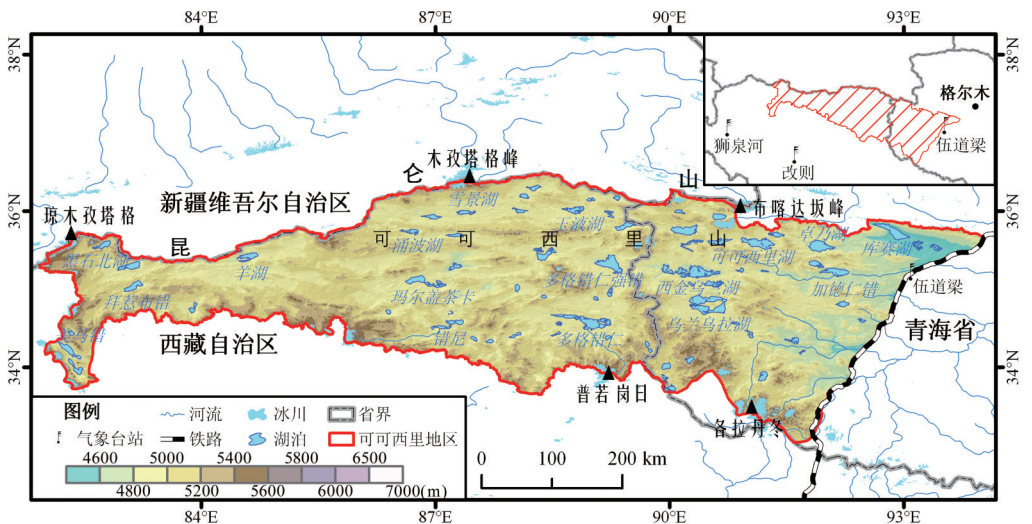 84°E 87°E 90°E 93°E
38°N
38°N
格尔木
伍道梁
狮泉河
改则
昆 仑 山
木孜塔格峰
雪景湖
新疆维吾尔自治区
布喀达坂峰
36°N
36°N
琼木孜塔格
可 可 西 里 山
涌波湖
卓乃湖
库赛湖
黑石北湖
羊湖
可可西里湖
多格错仁强错
伍道梁
玛尔盖茶卡
加德仁错
拜惹布错
乌兰乌拉湖
青海省
西藏自治区
错尼
多格错仁
34°N
34°N
普若岗日
各拉丹冬
图例
河流 冰川 省界
气象台站 铁路 湖泊 可可西里地区
4600 5000 5400 5800 6500
4800 5200 5600 6000 7000(m)
0 100 200 km
84°E 87°E 90°E 93°E